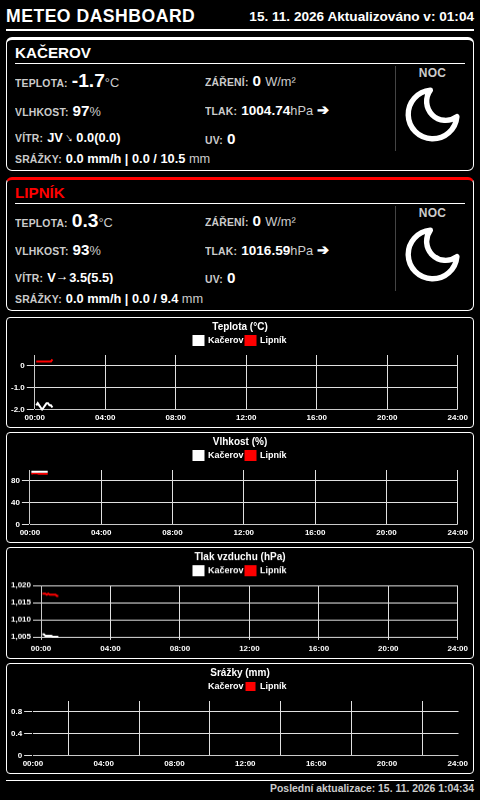 METEO DASHBOARD 15. 11. 2026 Aktualizováno v: 01:04
KAČEROV
NOC
TEPLOTA: -1.7°C ZÁŘENÍ: 0 W/m²
VLHKOST: 97% TLAK: 1004.74hPa ➔
VÍTR: JV → 0.0(0.0) UV: 0
SRÁŽKY: 0.0 mm/h | 0.0 / 10.5 mm
LIPNÍK
NOC
TEPLOTA: 0.3°C ZÁŘENÍ: 0 W/m²
VLHKOST: 93% TLAK: 1016.59hPa ➔
VÍTR: V → 3.5(5.5) UV: 0
SRÁŽKY: 0.0 mm/h | 0.0 / 9.4 mm
Teplota (°C)
Kačerov Lipník
0
-1.0
-2.0
00:00 04:00 08:00 12:00 16:00 20:00 24:00
Vlhkost (%)
Kačerov Lipník
80
40
0
00:00 04:00 08:00 12:00 16:00 20:00 24:00
Tlak vzduchu (hPa)
Kačerov Lipník
1,020
1,015
1,010
1,005
00:00 04:00 08:00 12:00 16:00 20:00 24:00
Srážky (mm)
Kačerov Lipník
0.8
0.4
0
00:00 04:00 08:00 12:00 16:00 20:00 24:00
Poslední aktualizace: 15. 11. 2026 1:04:34